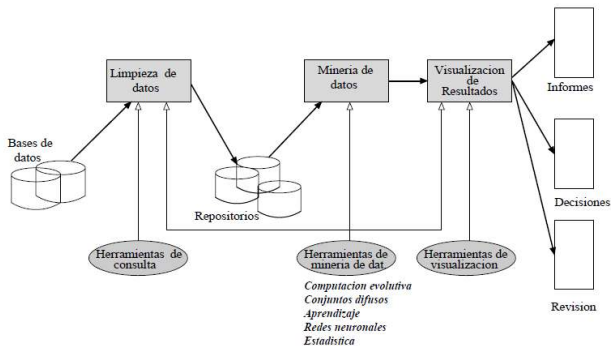 Limpieza de
datos
Mineria de
datos
Visualizacion
de
Resultados
Informes
Bases de
datos
Repositorios
Decisiones
Herramientas de
consulta
Herramientas de
mineria de dat.
Herramientas de
visualizacion
Computacion evolutiva
Conjuntos difusos
Aprendizaje
Redes neuronales
Estadistica
Revision